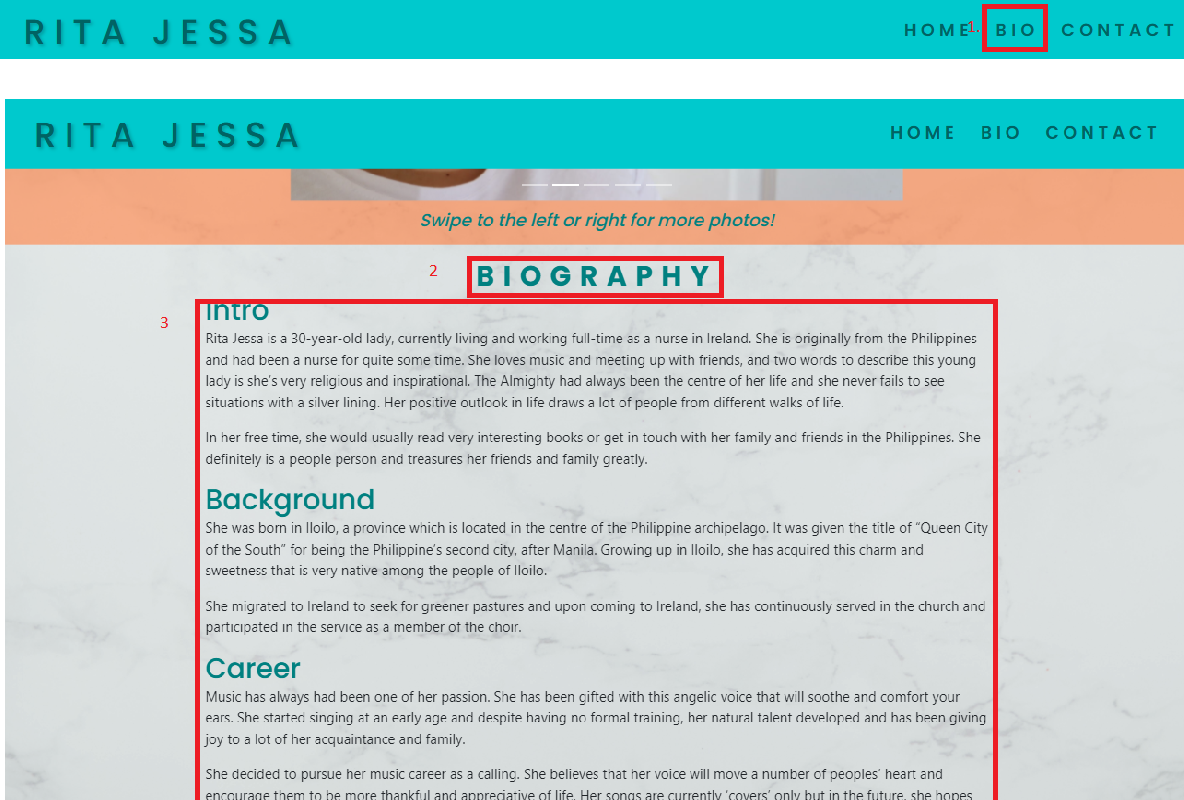 RITA JESSA
HOME 1. BIO CONTACT
RITA JESSA
HOME BIO CONTACT
Swipe to the left or right for more photos!
2 BIOGRAPHY
3 Intro
Rita Jessa is a 30-year-old lady, currently living and working full-time as a nurse in Ireland. She is originally from the Philippines
and had been a nurse for quite some time. She loves music and meeting up with friends, and two words to describe this young
lady is she's very religious and inspirational. The Almighty had always been the centre of her life and she never fails to see
situations with a silver lining. Her positive outlook in life draws a lot of people from different walks of life.
In her free time, she would usually read very interesting books or get in touch with her family and friends in the Philippines. She
definitely is a people person and treasures her friends and family greatly.
Background
She was born in Iloilo, a province which is located in the centre of the Philippine archipelago. It was given the title of “Queen City
of the South” for being the Philippine's second city, after Manila. Growing up in Iloilo, she has acquired this charm and
sweetness that is very native among the people of Iloilo.
She migrated to Ireland to seek for greener pastures and upon coming to Ireland, she has continuously served in the church and
participated in the service as a member of the choir.
Career
Music has always had been one of her passion. She has been gifted with this angelic voice that will soothe and comfort your
ears. She started singing at an early age and despite having no formal training, her natural talent developed and has been giving
joy to a lot of her acquaintance and family.
She decided to pursue her music career as a calling. She believes that her voice will move a number of peoples' heart and
encourage them to be more thankful and appreciative of life. Her songs are currently 'covers' only but in the future, she hopes